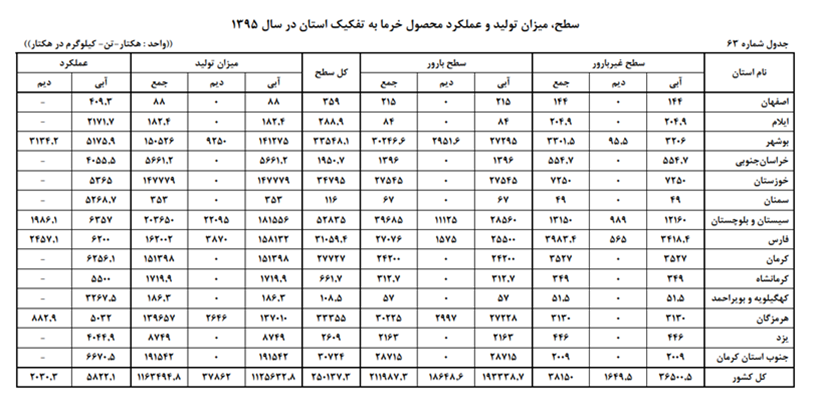 سطح، میزان تولید و عملکرد محصول خرما به تفکیک استان در سال ۱۳۹۵
جدول شماره ۶۳ ((واحد : هکتار-تن- کیلوگرم در هکتار))
نام استان سطح غیربارور سطح بارور کل سطح میزان تولید عملکرد
آبی دیم جمع آبی دیم جمع آبی دیم جمع آبی دیم
اصفهان ۱۴۴ ۰ ۱۴۴ ۲۱۵ ۰ ۲۱۵ ۳۵۹ ۸۸ ۰ ۸۸ ۴۰۹.۳ -
ایلام ۲۰۴.۹ ۰ ۲۰۴.۹ ۸۴ ۰ ۸۴ ۲۸۸.۹ ۱۸۲.۴ ۰ ۱۸۲.۴ ۲۱۷۱.۷ -
بوشهر ۳۲۰۶ ۹۵.۵ ۳۳۰۱.۵ ۲۷۲۹۵ ۲۹۵۱.۶ ۳۰۲۴۶.۶ ۳۳۵۴۸.۱ ۱۴۱۲۷۵ ۹۲۵۰ ۱۵۰۵۲۶ ۵۱۷۵.۹ ۳۱۳۴.۲
خراسان‌جنوبی ۵۵۴.۷ ۰ ۵۵۴.۷ ۱۳۹۶ ۰ ۱۳۹۶ ۱۹۵۰.۷ ۵۶۶۱.۲ ۰ ۵۶۶۱.۲ ۴۰۵۵.۵ -
خوزستان ۷۲۵۰ ۰ ۷۲۵۰ ۲۷۵۴۵ ۰ ۲۷۵۴۵ ۳۴۷۹۵ ۱۴۷۷۷۹ ۰ ۱۴۷۷۷۹ ۵۳۶۵ -
سمنان ۴۹ ۰ ۴۹ ۶۷ ۰ ۶۷ ۱۱۶ ۳۵۳ ۰ ۳۵۳ ۵۲۶۸.۷ -
سیستان و بلوچستان ۱۲۱۶۰ ۹۸۹ ۱۳۱۵۰ ۲۸۵۶۰ ۱۱۱۲۵ ۳۹۶۸۵ ۵۲۸۳۵ ۱۸۱۵۵۶ ۲۲۰۹۵ ۲۰۳۶۵۰ ۶۳۵۷ ۱۹۸۶.۱
فارس ۳۴۱۸.۴ ۵۶۵ ۳۹۸۳.۴ ۲۵۵۰۰ ۱۵۷۵ ۲۷۰۷۶ ۳۱۰۵۹.۴ ۱۵۸۱۳۲ ۳۸۷۰ ۱۶۲۰۰۲ ۶۲۰۰ ۲۴۵۷.۱
کرمان ۳۵۲۷ ۰ ۳۵۲۷ ۲۴۲۰۰ ۰ ۲۴۲۰۰ ۲۷۷۲۷ ۱۵۱۳۹۸ ۰ ۱۵۱۳۹۸ ۶۲۵۶.۱ -
کرمانشاه ۳۴۹ ۰ ۳۴۹ ۳۱۲.۷ ۰ ۳۱۲.۷ ۶۶۱.۷ ۱۷۱۹.۹ ۰ ۱۷۱۹.۹ ۵۵۰۰ -
کهگیلویه و بویراحمد ۵۱.۵ ۰ ۵۱.۵ ۵۷ ۰ ۵۷ ۱۰۸.۵ ۱۸۶.۳ ۰ ۱۸۶.۳ ۳۲۶۷.۵ -
هرمزگان ۳۱۳۰ ۰ ۳۱۳۰ ۲۷۲۲۸ ۲۹۹۷ ۳۰۲۲۵ ۳۳۳۵۵ ۱۳۷۰۱۰ ۲۶۴۶ ۱۳۹۶۵۷ ۵۰۳۲ ۸۸۲.۹
یزد ۴۴۶ ۰ ۴۴۶ ۲۱۶۳ ۰ ۲۱۶۳ ۲۶۰۹ ۸۷۴۹ ۰ ۸۷۴۹ ۴۰۴۴.۹ -
جنوب استان کرمان ۲۰۰۹ ۰ ۲۰۰۹ ۲۸۷۱۵ ۰ ۲۸۷۱۵ ۳۰۷۲۴ ۱۹۱۵۴۲ ۰ ۱۹۱۵۴۲ ۶۶۷۰.۵ -
کل کشور ۳۶۵۰۰.۵ ۱۶۴۹.۵ ۳۸۱۵۰ ۱۹۳۳۳۸.۷ ۱۸۶۴۸.۶ ۲۱۱۹۸۷.۳ ۲۵۰۱۳۷.۳ ۱۱۲۵۶۳۲.۸ ۳۷۸۶۲ ۱۱۶۳۴۹۴.۸ ۵۸۲۲.۱ ۲۰۳۰.۳